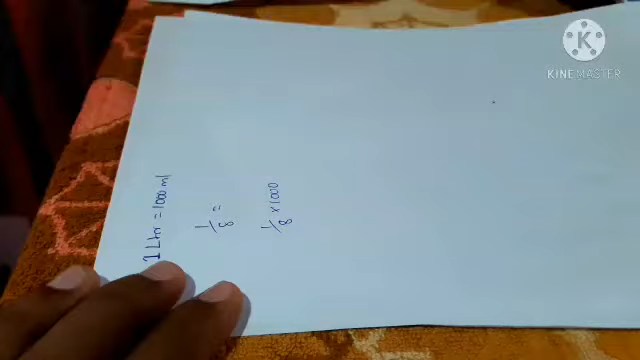 1 Ltr = 1000 ml
1/8 =
1/8 × 1000
K
KINEMASTER